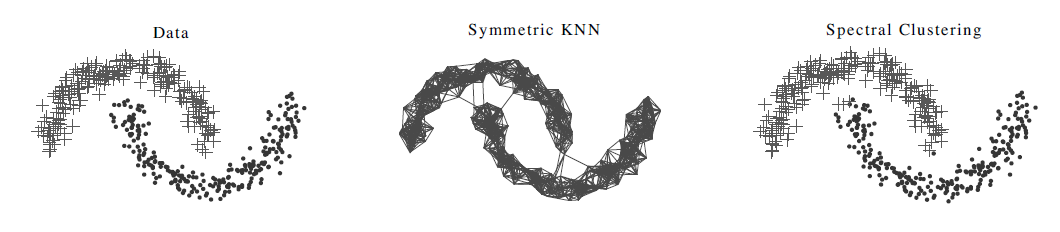 Data
Symmetric KNN
Spectral Clustering